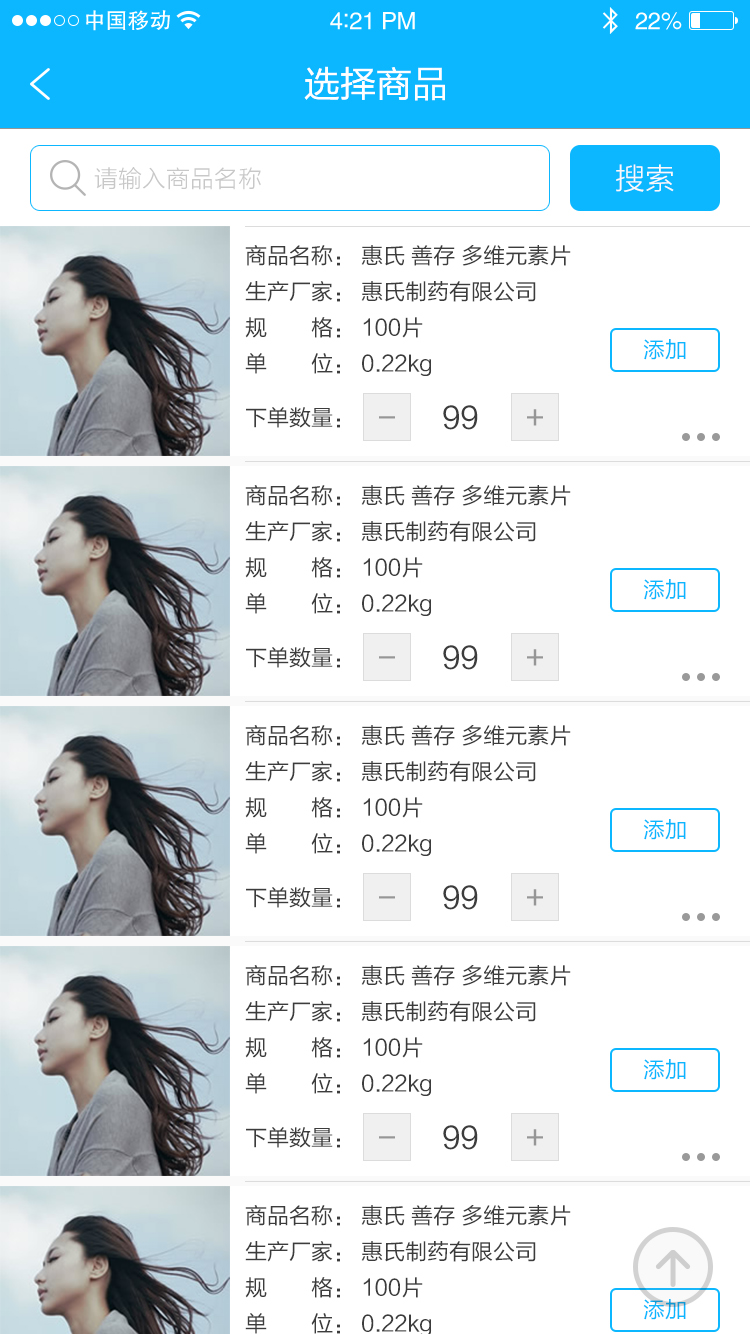 中国移动 4:21 PM 22%
选择商品
请输入商品名称 搜索
商品名称： 惠氏 善存 多维元素片
生产厂家： 惠氏制药有限公司
规 格： 100片
单 位： 0.22kg
添加
下单数量： － 99 ＋
商品名称： 惠氏 善存 多维元素片
生产厂家： 惠氏制药有限公司
规 格： 100片
单 位： 0.22kg
添加
下单数量： － 99 ＋
商品名称： 惠氏 善存 多维元素片
生产厂家： 惠氏制药有限公司
规 格： 100片
单 位： 0.22kg
添加
下单数量： － 99 ＋
商品名称： 惠氏 善存 多维元素片
生产厂家： 惠氏制药有限公司
规 格： 100片
单 位： 0.22kg
添加
下单数量： － 99 ＋
商品名称： 惠氏 善存 多维元素片
生产厂家： 惠氏制药有限公司
规 格： 100片
单 位： 0.22kg
添加